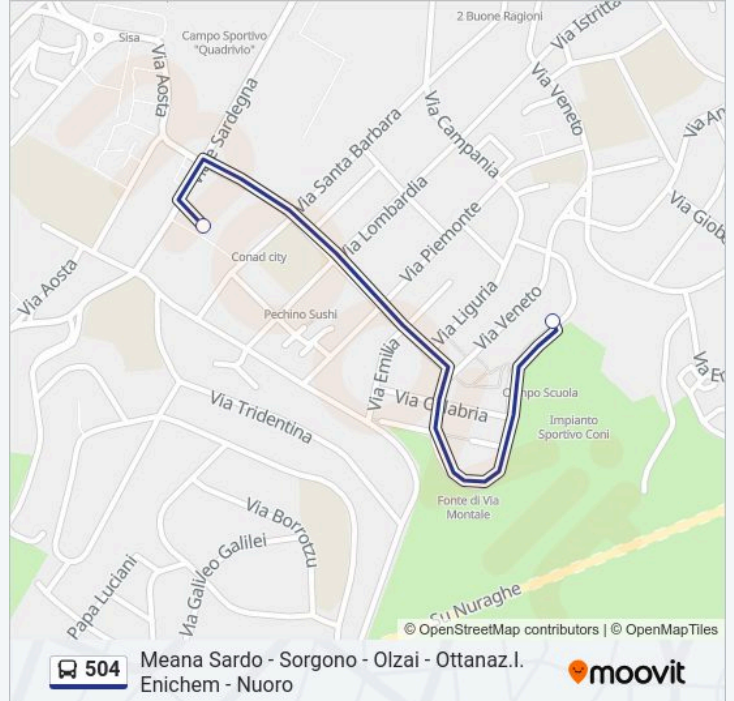 Sisa
Campo Sportivo
"Quadrivio"
2 Buone Ragioni
Via Istritta
Via Aosta
Via Veneto
Via Campania
Via Santa Barbara
Via Lombardia
Via Piemonte
Conad city
Via Aosta
Pechino Sushi
Via Liguria
Via Veneto
Via Emilia
Via Calabria
Via Tridentina
Impianto
Sportivo Coni
Fonte di Via
Montale
Via Borrotzu
Via Galileo Galilei
Papa Luciani
Su Nuraghe
© OpenStreetMap contributors | © OpenMapTiles
504
Meana Sardo - Sorgono - Olzai - Ottanaz.I.
Enichem - Nuoro
moovit